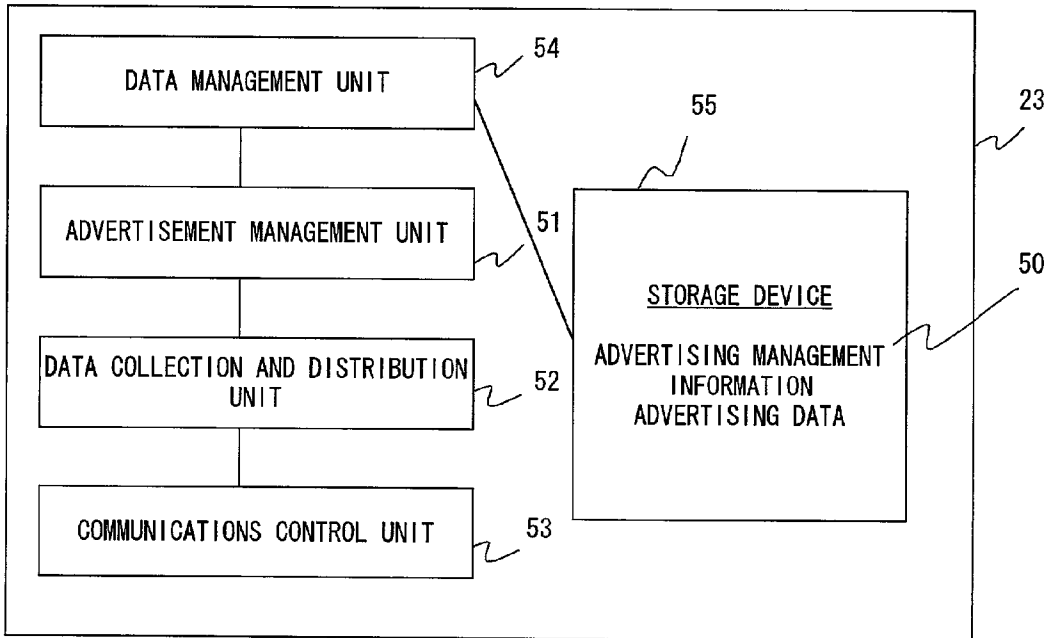 54
DATA MANAGEMENT UNIT
55
23
ADVERTISEMENT MANAGEMENT UNIT
51
50
STORAGE DEVICE
ADVERTISING MANAGEMENT
INFORMATION
ADVERTISING DATA
DATA COLLECTION AND DISTRIBUTION
UNIT
52
COMMUNICATIONS CONTROL UNIT
53